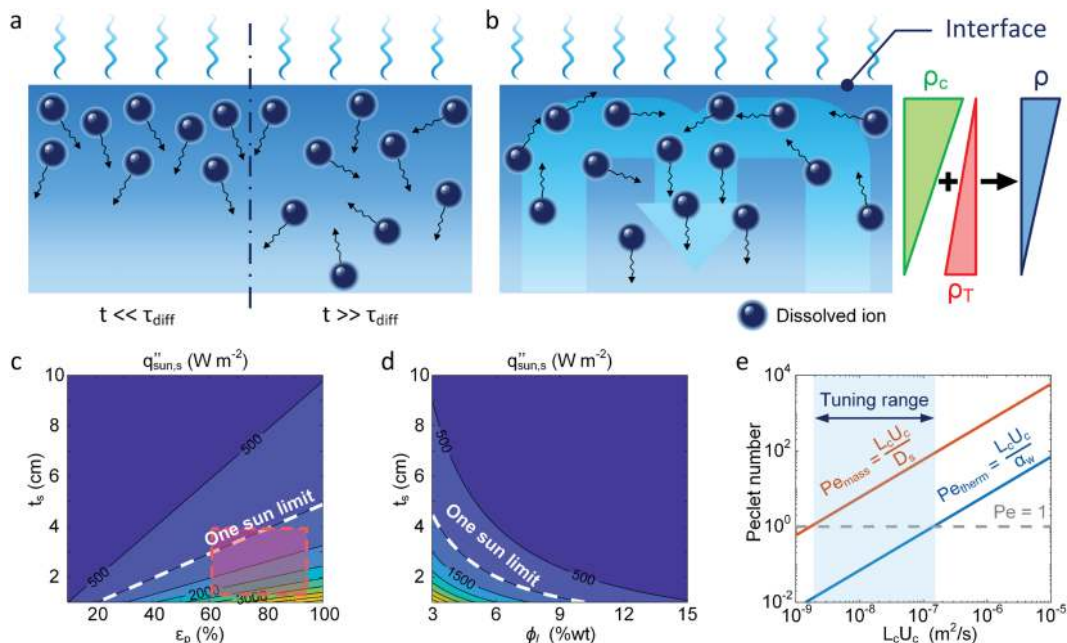 a
b
Interface
ρc
+
ρT
ρ
t << τdiff
t >> τdiff
Dissolved ion
c
q''sun,s (W m-2)
10
8
6
4
2
ts (cm)
500
One sun limit
500
2000
3000
20
40
60
80
100
εp (%)
d
q''sun,s (W m-2)
10
8
6
4
2
ts (cm)
500
One sun limit
1500
500
3
6
9
12
15
ϕl (%wt)
e
Peclet number
10^4
10^2
10^0
10^-2
Tuning range
Pemass = LcUc/Ds
Petherm = LcUc/αw
Pe = 1
10^-9
10^-8
10^-7
10^-6
10^-5
LcUc (m²/s)